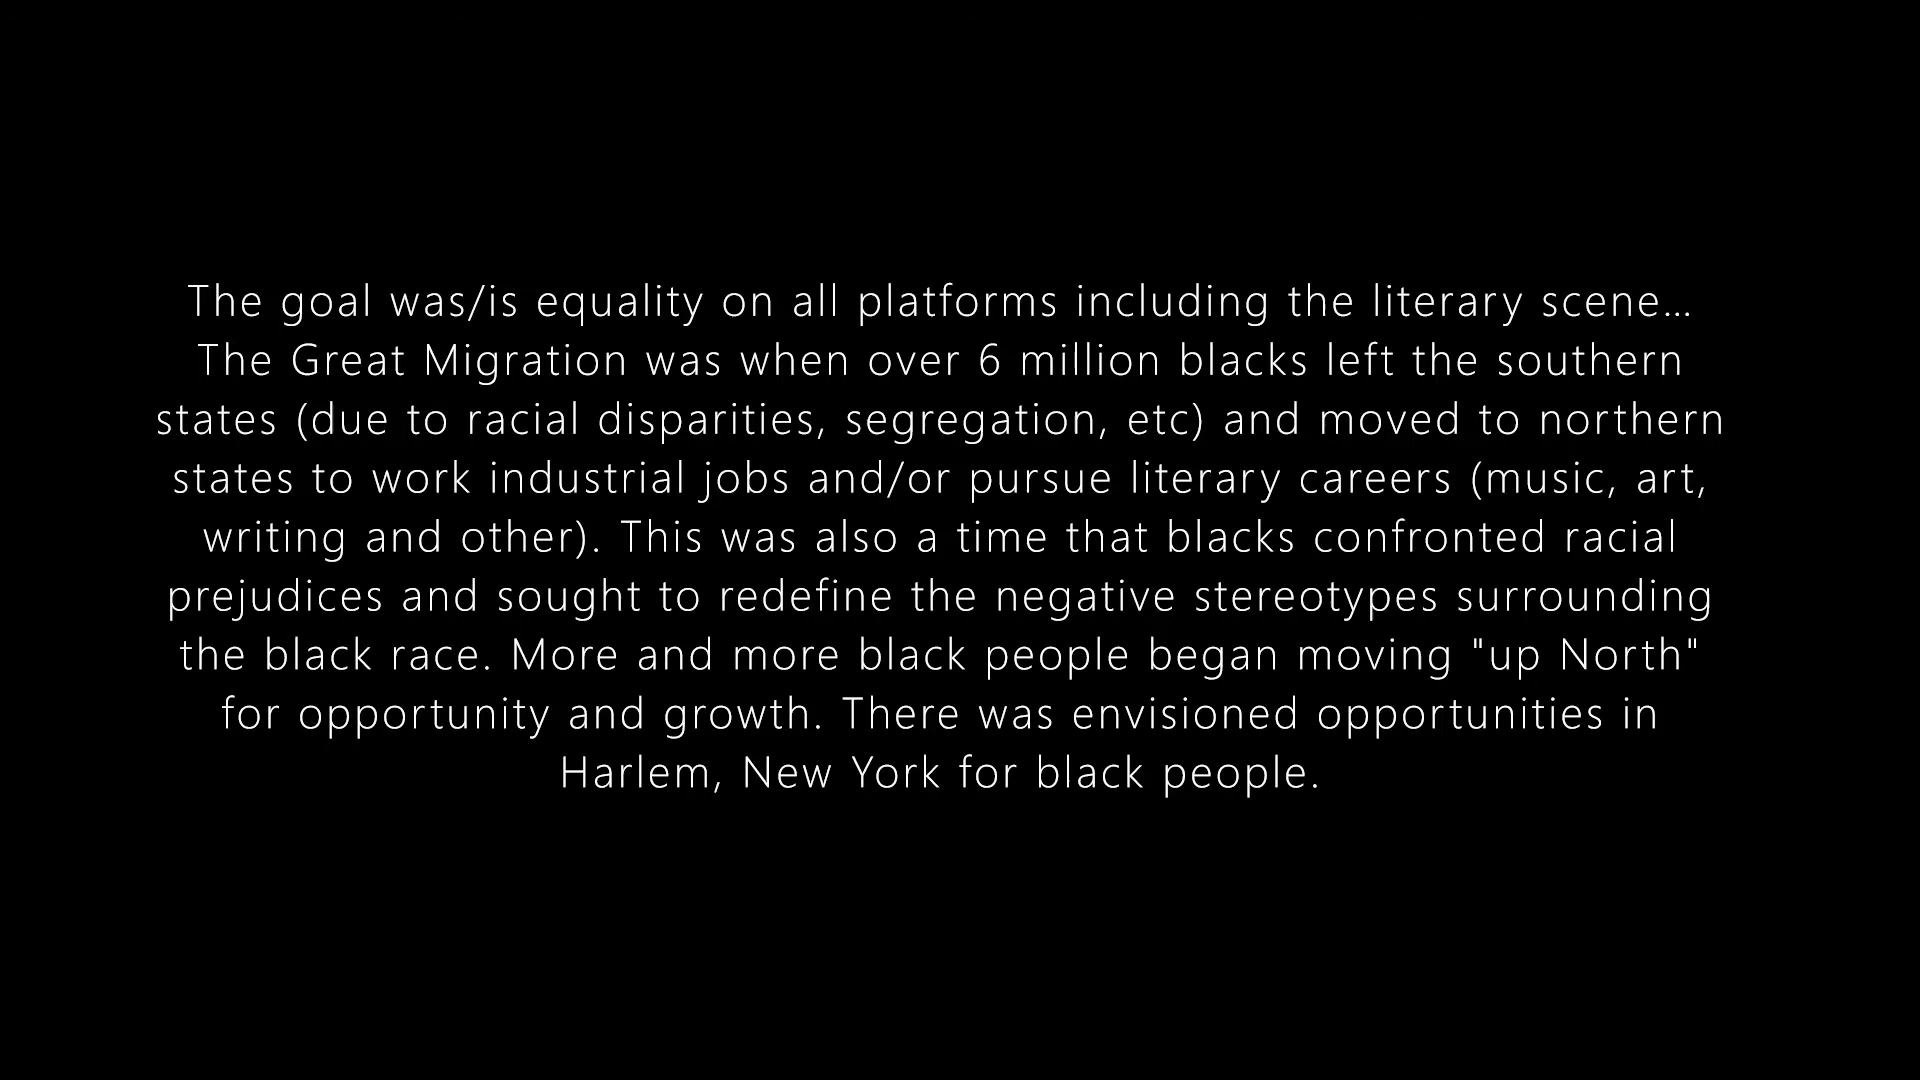 The goal was/is equality on all platforms including the literary scene...
The Great Migration was when over 6 million blacks left the southern
states (due to racial disparities, segregation, etc) and moved to northern
states to work industrial jobs and/or pursue literary careers (music, art,
writing and other). This was also a time that blacks confronted racial
prejudices and sought to redefine the negative stereotypes surrounding
the black race. More and more black people began moving "up North"
for opportunity and growth. There was envisioned opportunities in
Harlem, New York for black people.